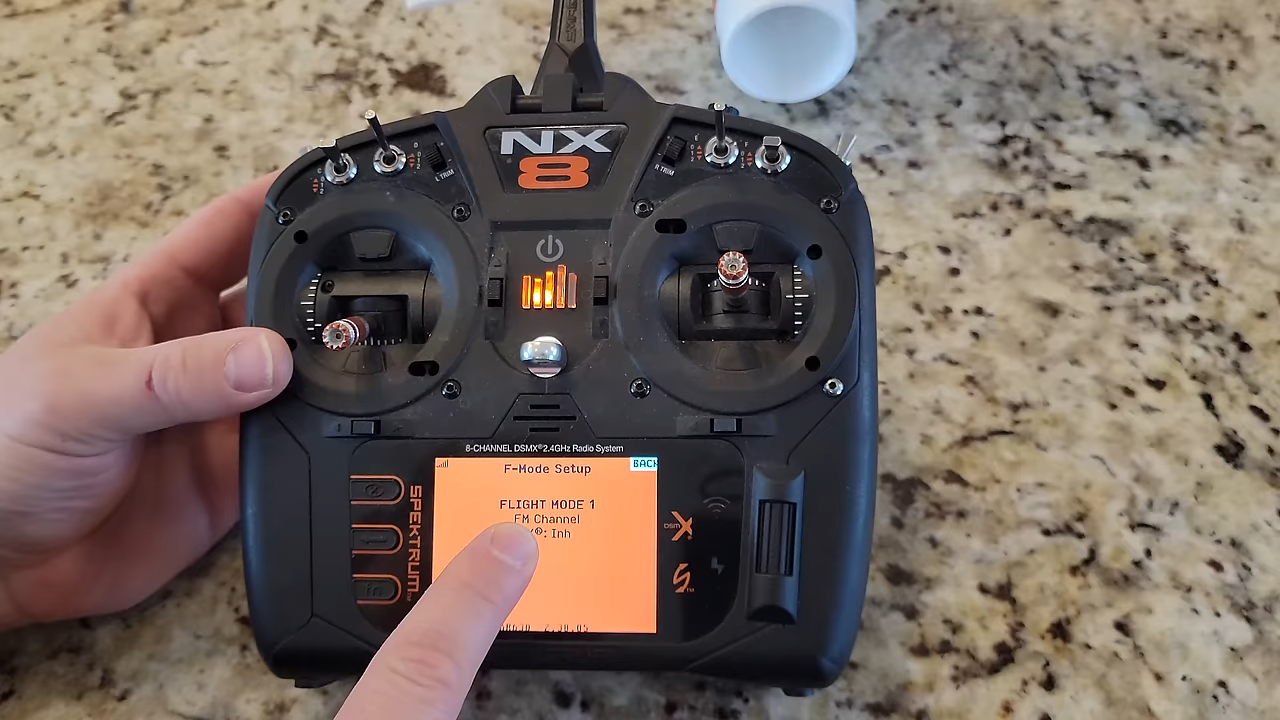 NX
8
L TRIM
R TRIM
8-CHANNEL DSMX®2.4GHz Radio System
F-Mode Setup
BACK
FLIGHT MODE 1
FM Channel
: Inh
SPEKTRUM
DSM X